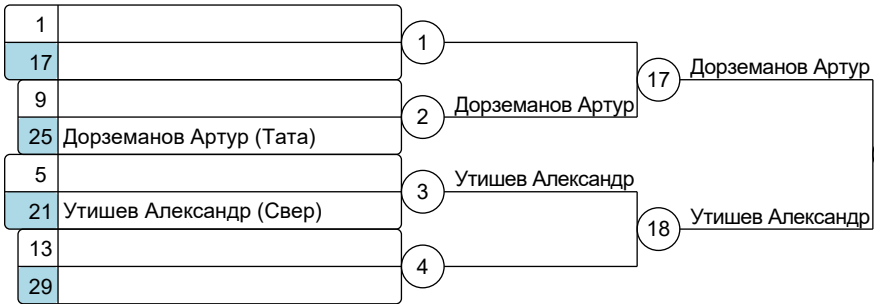 1
17
1
9
25 Дорземанов Артур (Тата)
2 Дорземанов Артур
17 Дорземанов Артур
5
21 Утишев Александр (Свер)
3 Утишев Александр
13
29
4
18 Утишев Александр